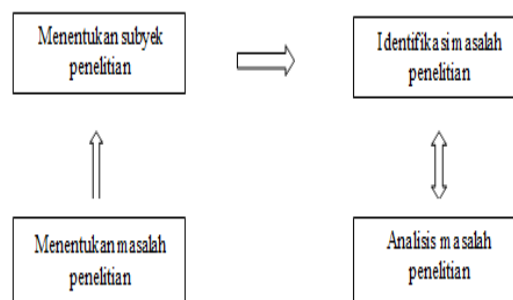 Menentukan subyek
penelitian
Identifikasi masalah
penelitian
Menentukan masalah
penelitian
Analisis masalah
penelitian